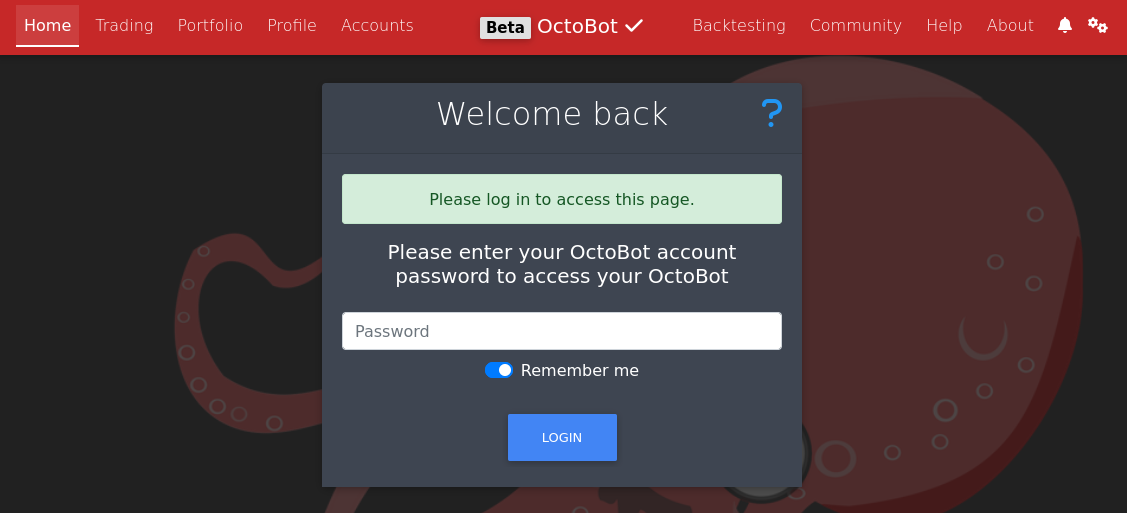 Home Trading Portfolio Profile Accounts Beta OctoBot Backtesting Community Help About
Welcome back ?
Please log in to access this page.
Please enter your OctoBot account
password to access your OctoBot
Password
Remember me
LOGIN